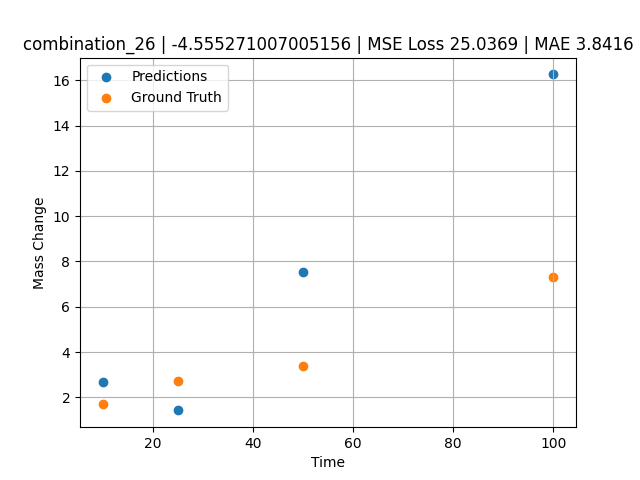 combination_26 | -4.555271007005156 | MSE Loss 25.0369 | MAE 3.8416
Predictions
Ground Truth
16
14
12
10
8
6
4
2
Mass Change
20 40 60 80 100
Time